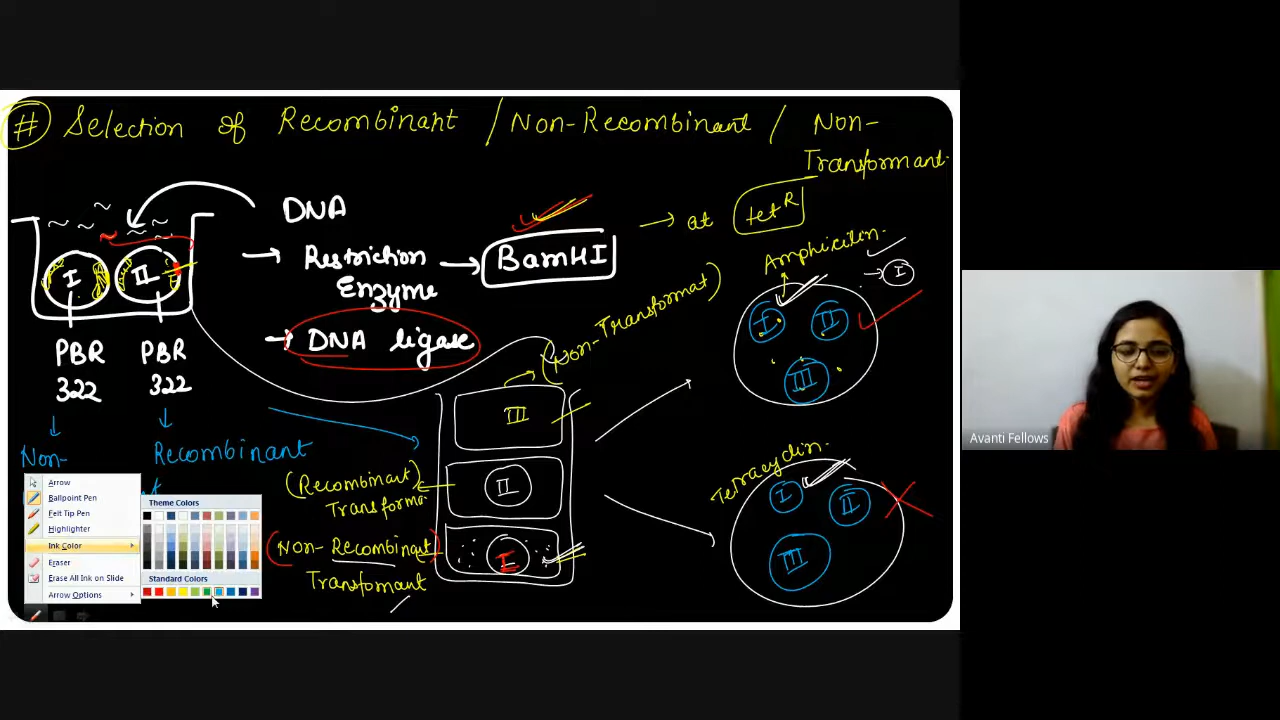 # Selection of Recombinant / Non-Recombinant / Non-
Transformant
DNA
→ Restriction
Enzyme
→ BamHI
→ at tetR
→ DNA ligase
I
II
PBR
322
PBR
322
Non-
Recombinant
(Non-Transformat)
III
(Recombinant
Transforma
II
(Non-Recombinant)
Transfomant
I
Amphicilin
→ I
I
II
III
Tetracyclin
I
II
III
Arrow
Ballpoint Pen
Felt Tip Pen
Highlighter
Ink Color
Eraser
Erase All Ink on Slide
Arrow Options
Theme Colors
Standard Colors
Avanti Fellows